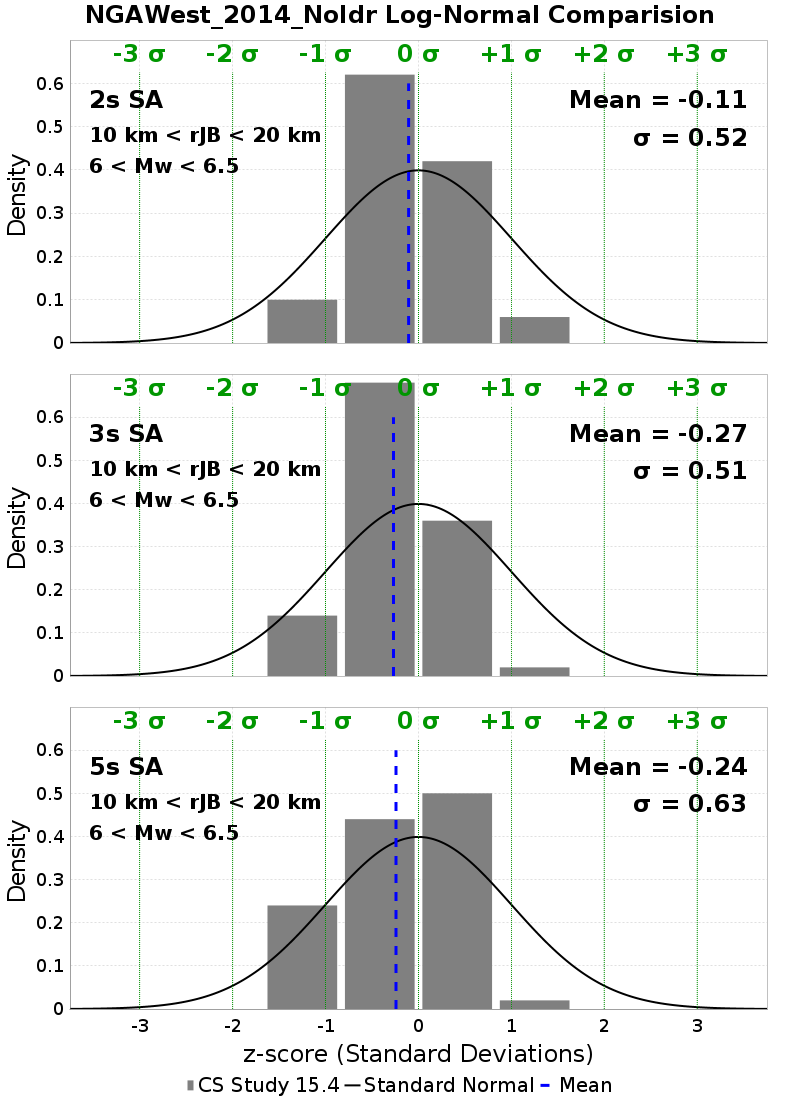 NGAWest_2014_NoIdr Log-Normal Comparision
-3 σ -2 σ -1 σ 0 σ +1 σ +2 σ +3 σ
0.6
2s SA Mean = -0.11
0.5
10 km < rJB < 20 km σ = 0.52
0.4
6 < Mw < 6.5
0.3
0.2
0.1
0
Density
-3 σ -2 σ -1 σ 0 σ +1 σ +2 σ +3 σ
0.6
3s SA Mean = -0.27
0.5
10 km < rJB < 20 km σ = 0.51
0.4
6 < Mw < 6.5
0.3
0.2
0.1
0
Density
-3 σ -2 σ -1 σ 0 σ +1 σ +2 σ +3 σ
0.6
5s SA Mean = -0.24
0.5
10 km < rJB < 20 km σ = 0.63
0.4
6 < Mw < 6.5
0.3
0.2
0.1
0
Density
-3 -2 -1 0 1 2 3
z-score (Standard Deviations)
CS Study 15.4 Standard Normal Mean